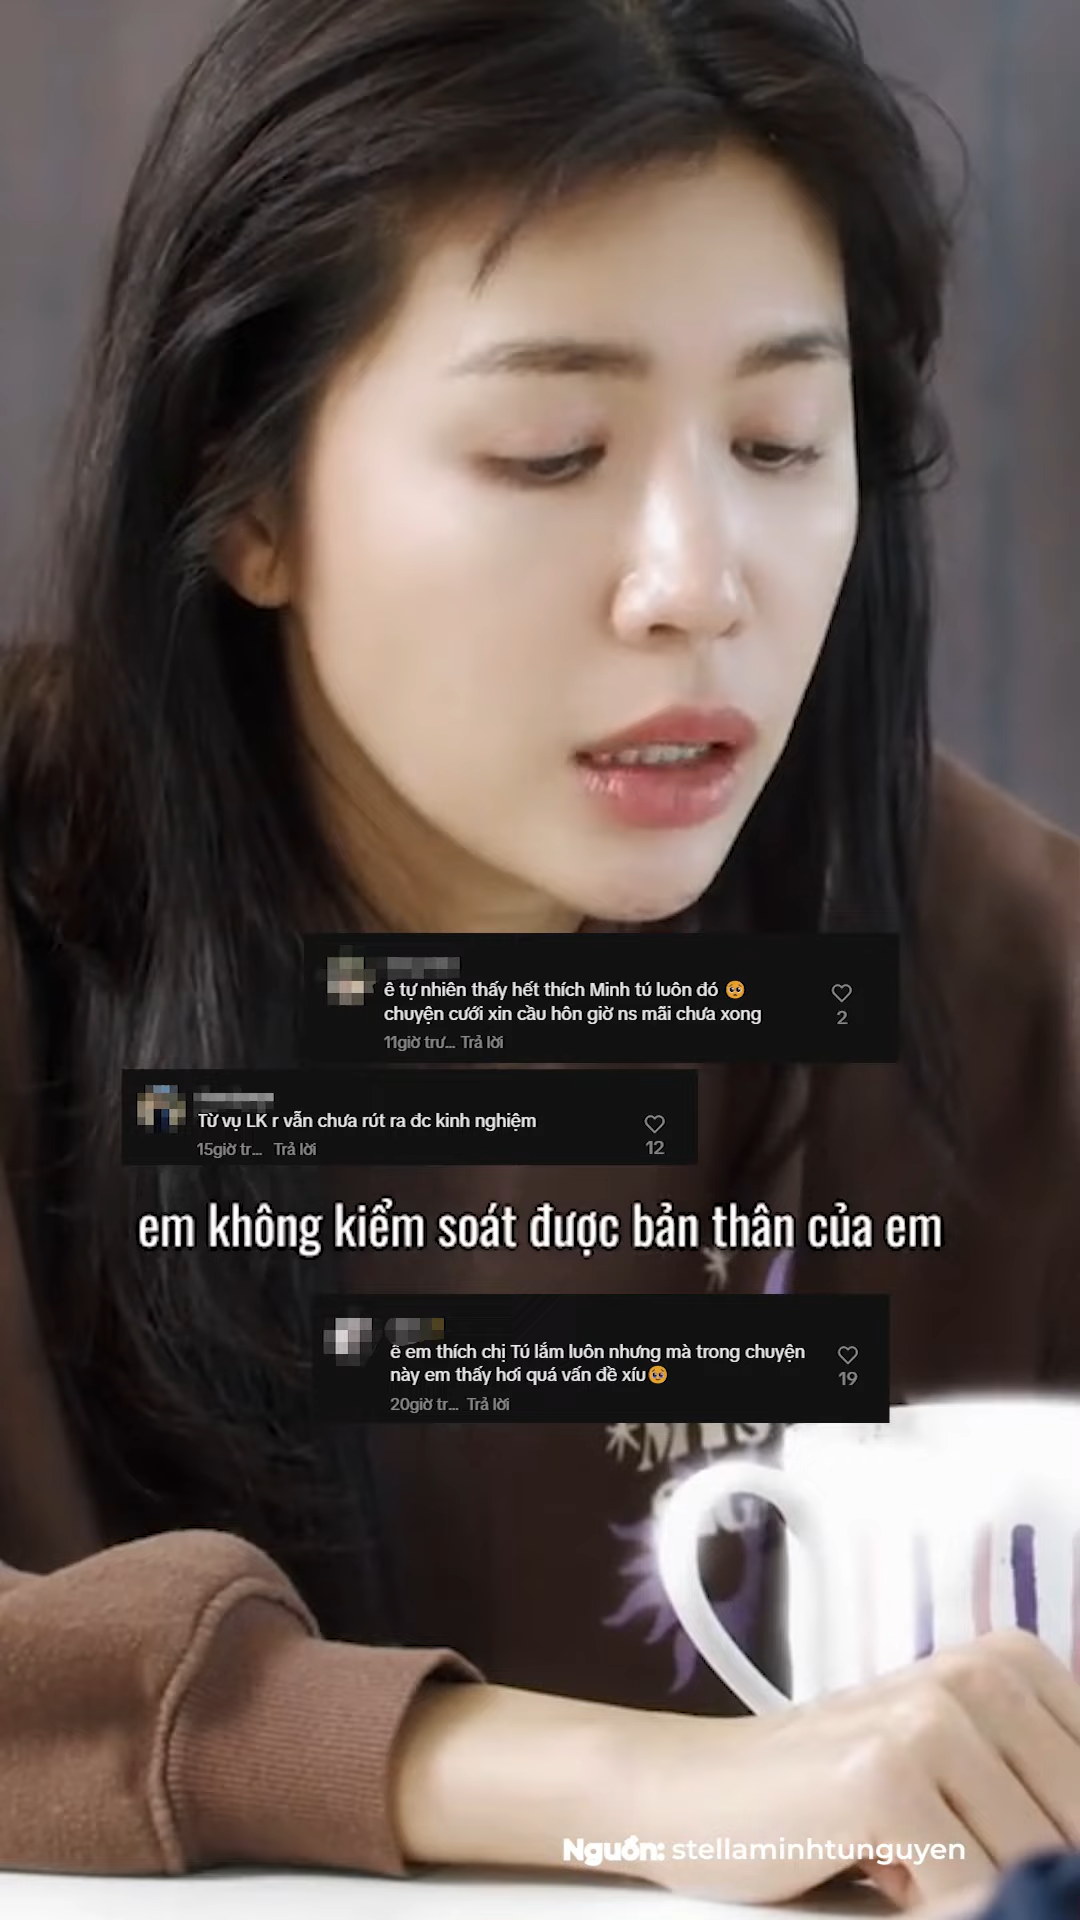 ê tự nhiên thấy hết thích Minh tú luôn đó 🥺
chuyện cưới xin cầu hôn giờ ns mãi chưa xong
11giờ trư... Trả lời
2
Từ vụ LK r vẫn chưa rút ra đc kinh nghiệm
15giờ tr... Trả lời
12
em không kiểm soát được bản thân của em
ê em thích chị Tú lắm luôn nhưng mà trong chuyện
này em thấy hơi quá vấn đề xíu🥺
20giờ tr... Trả lời
19
Nguồn: stellaminhtunguyen